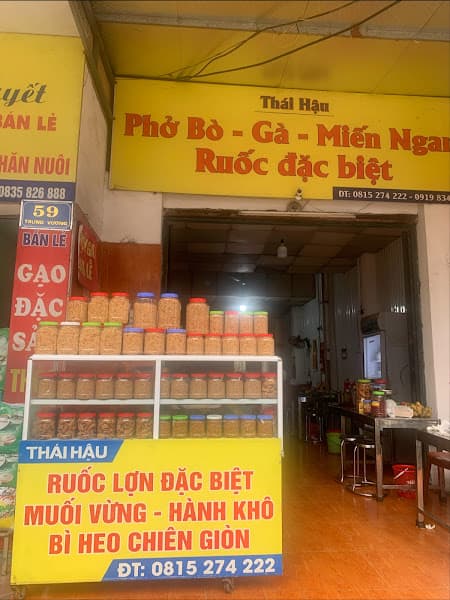 yết
BÁN LẺ
HĂN NUÔI
0835 826 888
Thái Hậu
Phở Bò - Gà - Miến Ngan
Ruốc đặc biệt
ĐT: 0815 274 222 - 0919 834
59
TRƯNG VƯƠNG
BÁN LẺ
GẠO
ĐẶC
SẢ
THÁI HẬU
RUỐC LỢN ĐẶC BIỆT
MUỐI VỪNG - HÀNH KHÔ
BÌ HEO CHIÊN GIÒN
ĐT: 0815 274 222